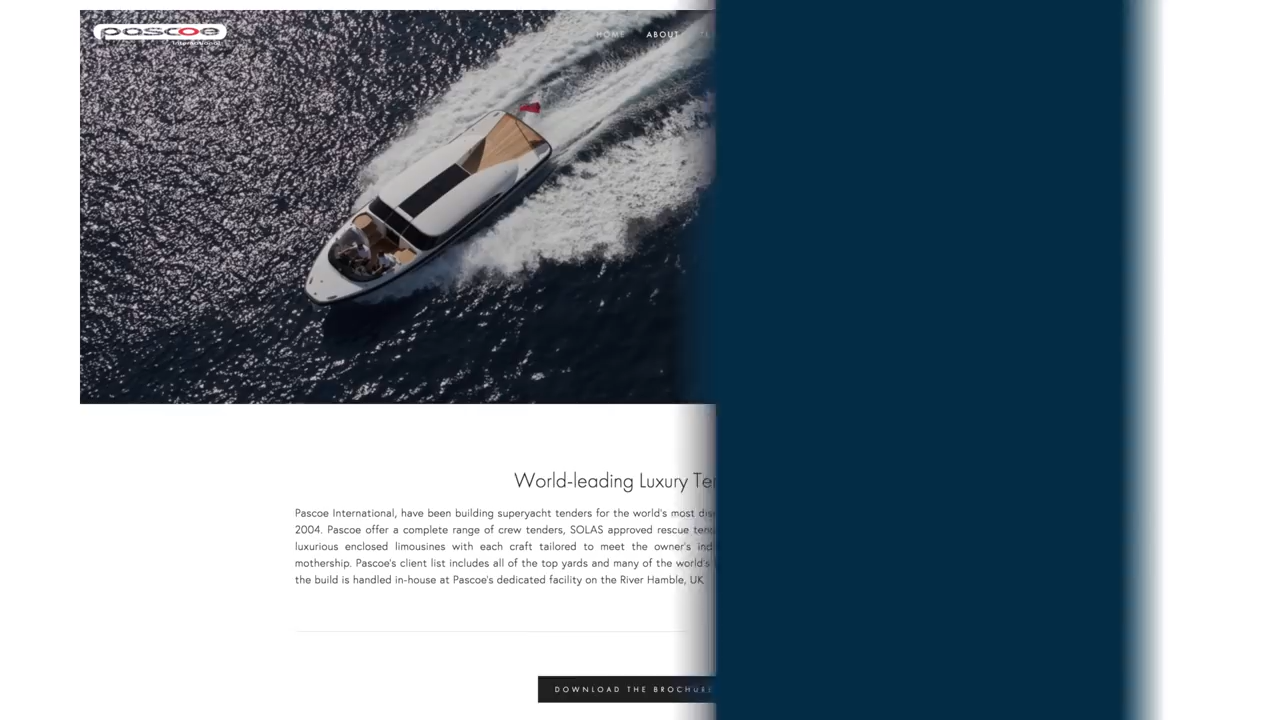 pascoe
International
HOME ABOUT
World-leading Luxury Ten
Pascoe International, have been building superyacht tenders for the world's most dis
2004. Pascoe offer a complete range of crew tenders, SOLAS approved rescue tend
luxurious enclosed limousines with each craft tailored to meet the owner's ind
mothership. Pascoe's client list includes all of the top yards and many of the world's
the build is handled in-house at Pascoe's dedicated facility on the River Hamble, UK
DOWNLOAD THE BROCHURE